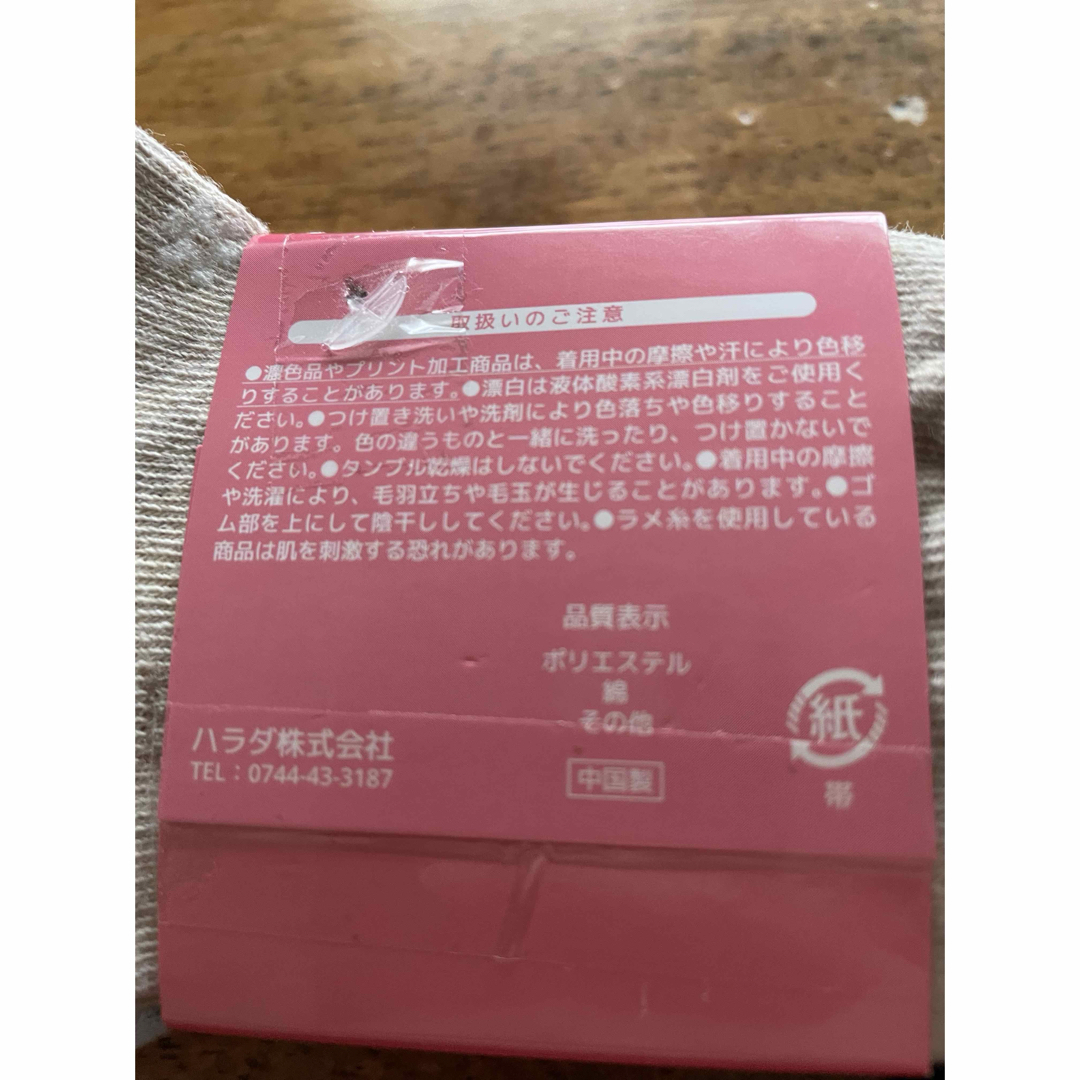 取扱いのご注意
●濃色品やプリント加工商品は、着用中の摩擦や汗により色移
りすることがあります。●漂白は液体酸素系漂白剤をご使用く
ださい。●つけ置き洗いや洗剤により色落ちや色移りすること
があります。色の違うものと一緒に洗ったり、つけ置かないで
ください。●タンブル乾燥はしないでください。●着用中の摩擦
や洗濯により、毛羽立ちや毛玉が生じることがあります。●ゴ
ム部を上にして陰干ししてください。●ラメ糸を使用している
商品は肌を刺激する恐れがあります。
品質表示
ポリエステル
綿
その他
中国製
ハラダ株式会社
TEL：0744-43-3187
紙
帯